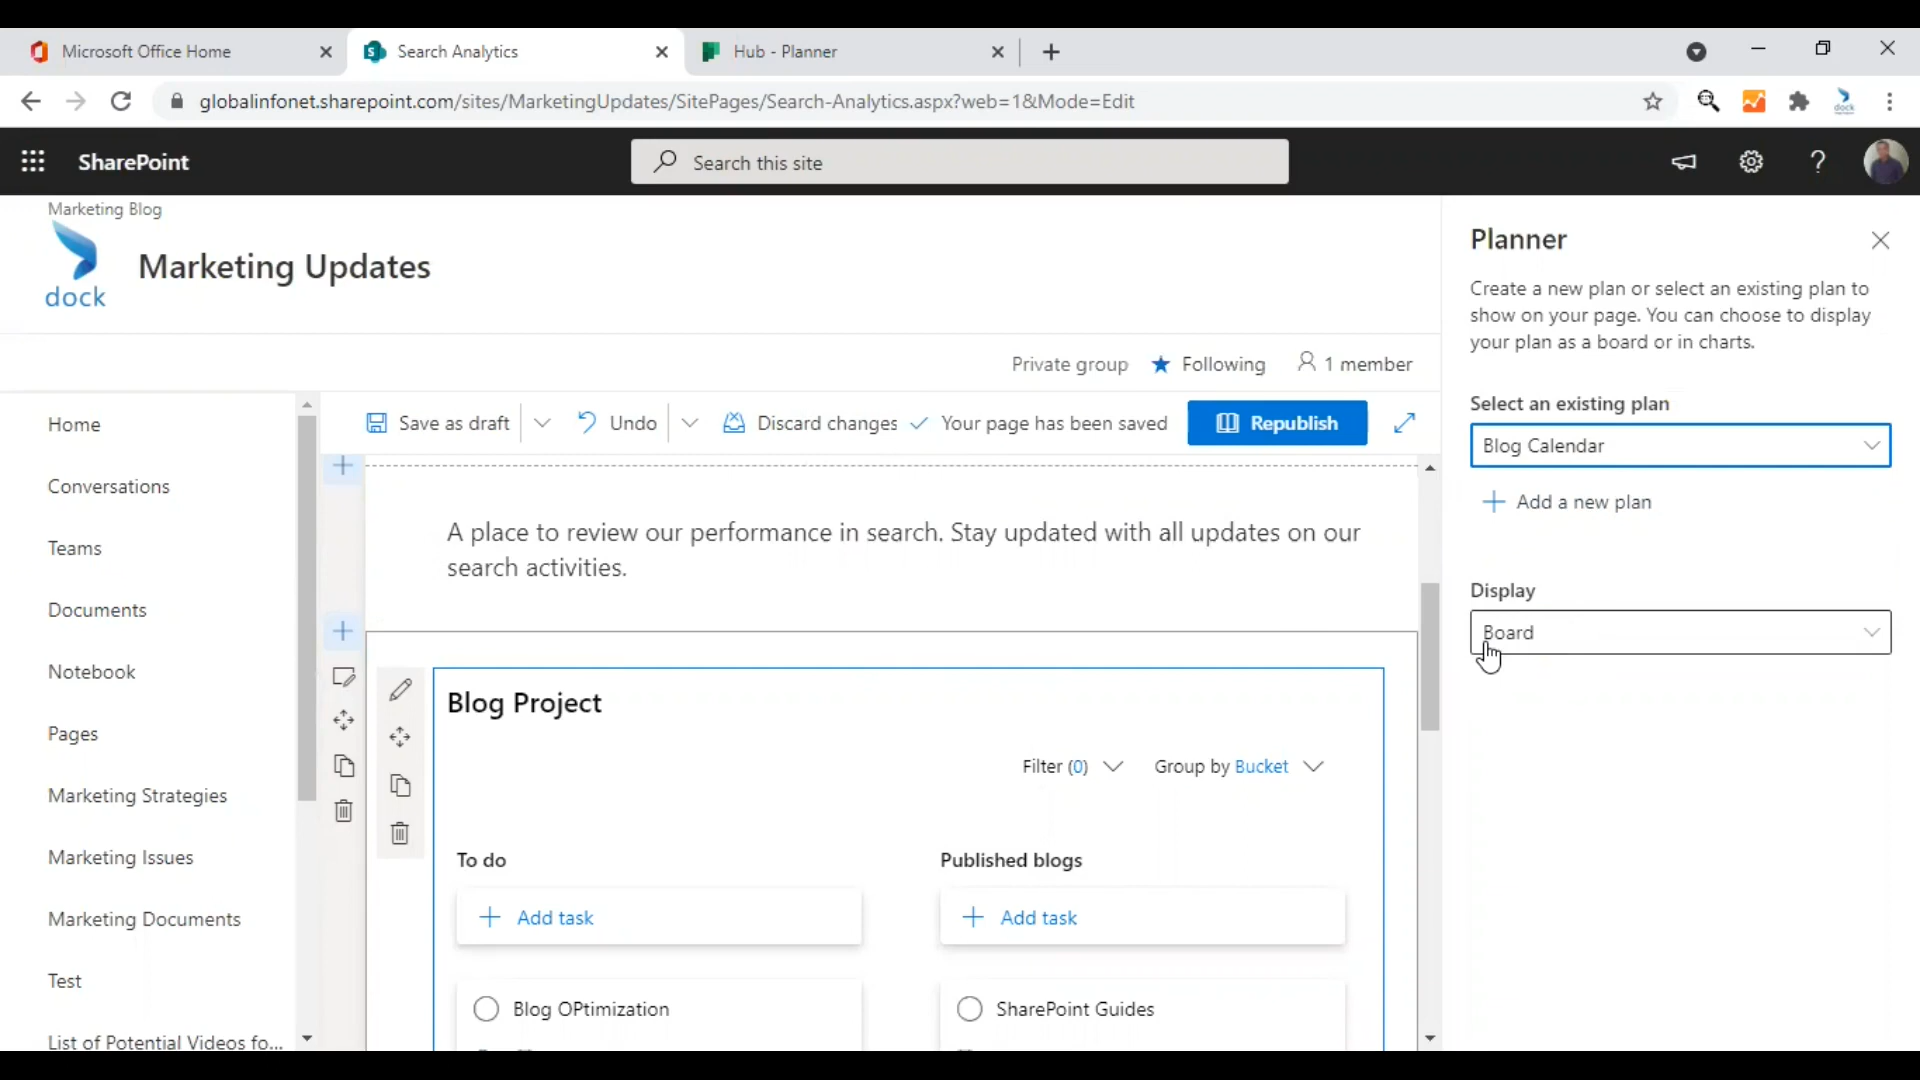 Microsoft Office Home
Search Analytics
Hub - Planner
globalinfonet.sharepoint.com/sites/MarketingUpdates/SitePages/Search-Analytics.aspx?web=1&Mode=Edit
dock
SharePoint
Search this site
Marketing Blog
dock
Marketing Updates
Private group
Following
1 member
Home
Conversations
Teams
Documents
Notebook
Pages
Marketing Strategies
Marketing Issues
Marketing Documents
Test
List of Potential Videos fo...
Save as draft
Undo
Discard changes
Your page has been saved
Republish
A place to review our performance in search. Stay updated with all updates on our
search activities.
Blog Project
Filter (0)
Group by Bucket
To do
Published blogs
Add task
Add task
Blog OPtimization
SharePoint Guides
Planner
Create a new plan or select an existing plan to
show on your page. You can choose to display
your plan as a board or in charts.
Select an existing plan
Blog Calendar
Add a new plan
Display
Board